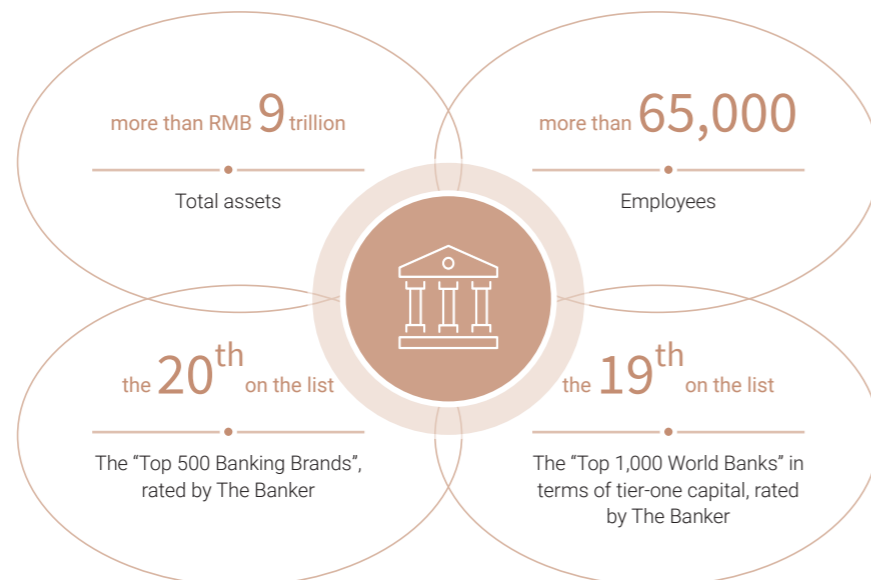 more than RMB 9 trillion
Total assets
more than 65,000
Employees
the 20th on the list
The “Top 500 Banking Brands”,
rated by The Banker
the 19th on the list
The “Top 1,000 World Banks” in
terms of tier-one capital, rated
by The Banker